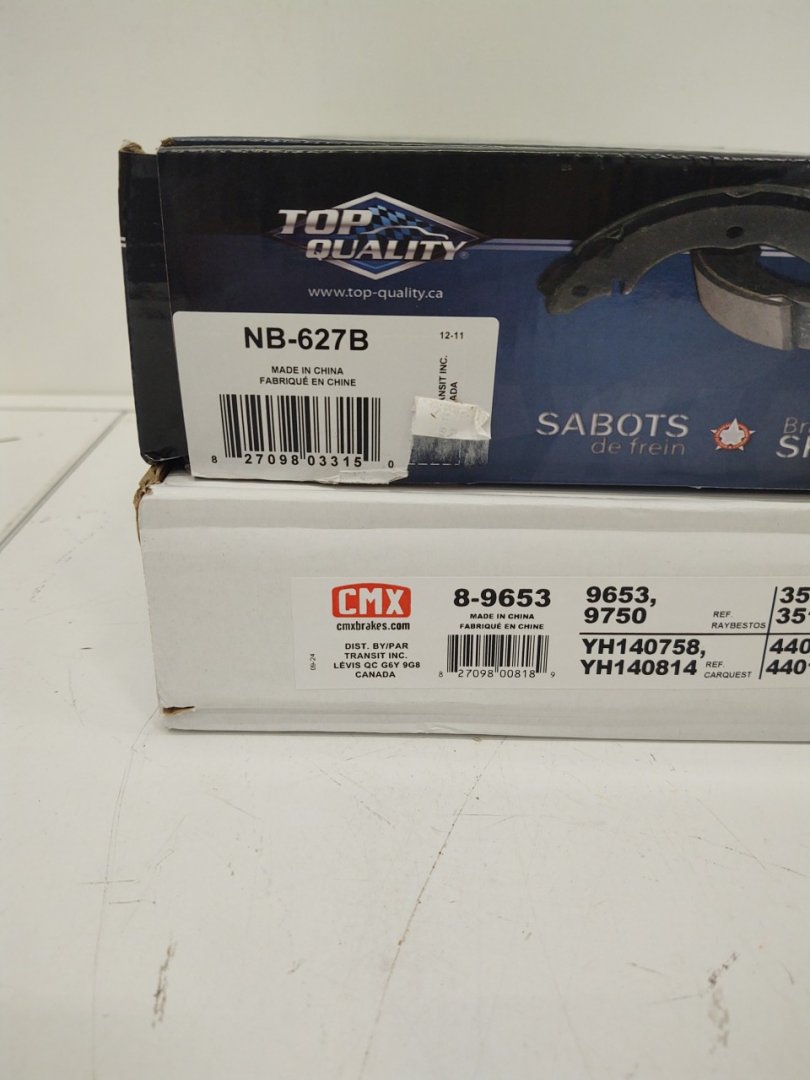 TOP
QUALITY
www.top-quality.ca
NB-627B
12-11
MADE IN CHINA
FABRIQUÉ EN CHINE
8 27098 03315 0
SABOTS
de frein
CMX
cmxbrakes.com
DIST. BY/PAR
TRANSIT INC.
LÉVIS QC G6Y 9G8
CANADA
09-24
8-9653
MADE IN CHINA
FABRIQUÉ EN CHINE
8 27098 00818 9
9653,
9750
REF.
RAYBESTOS
YH140758,
YH140814
REF.
CARQUEST